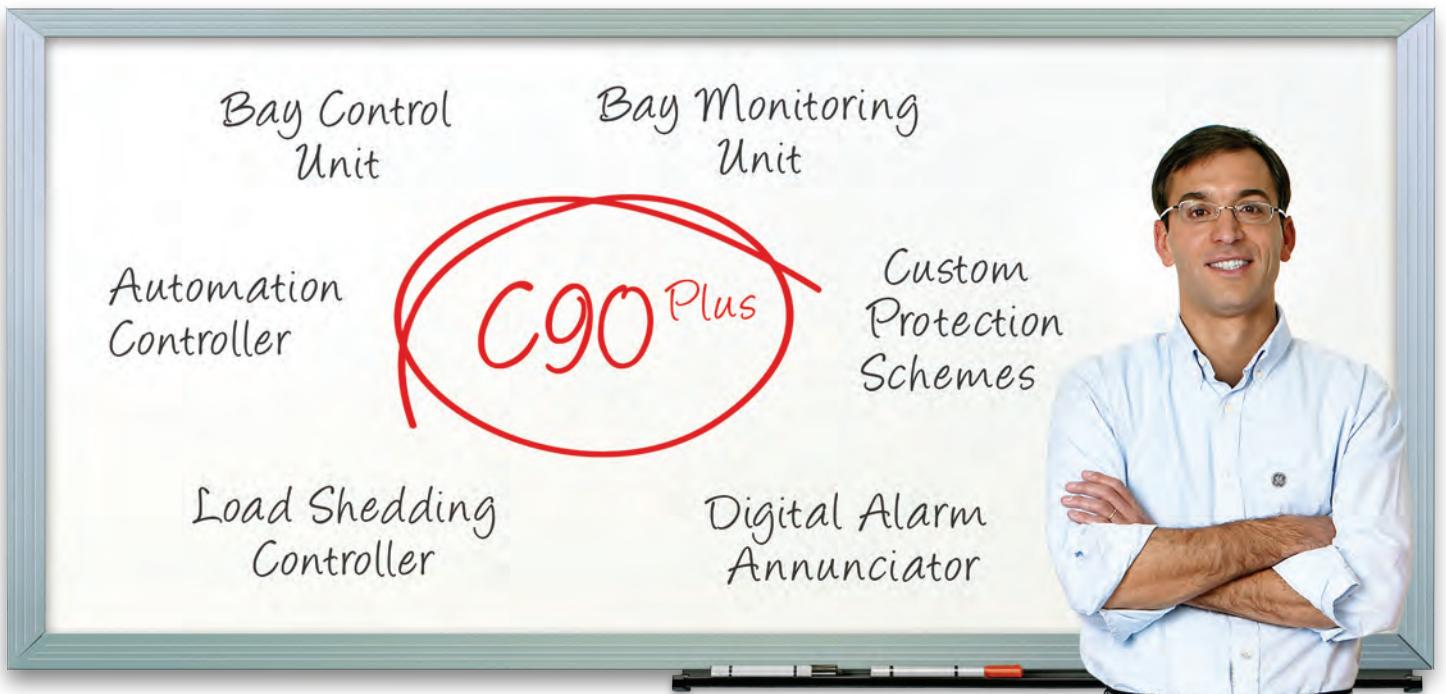 Bay Control
Unit
Bay Monitoring
Unit
Automation
Controller
C90 Plus
Custom
Protection
Schemes
Load Shedding
Controller
Digital Alarm
Annunciator